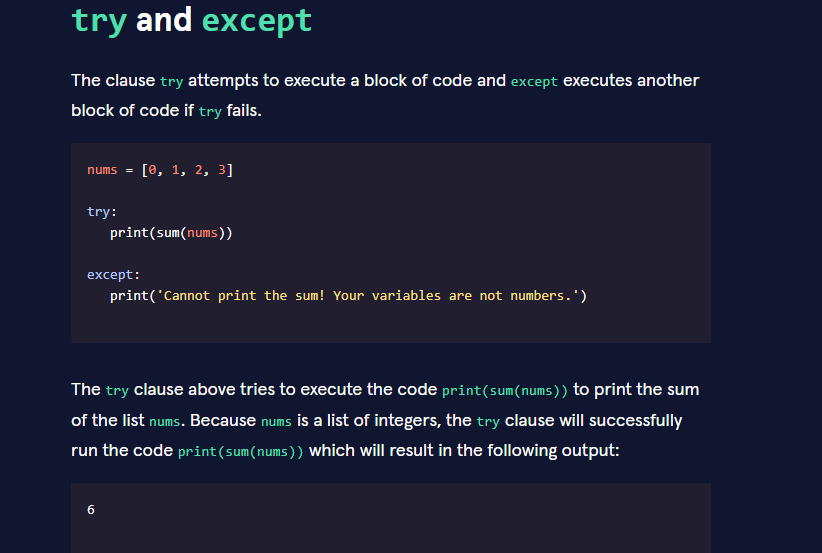 try and except
The clause try attempts to execute a block of code and except executes another
block of code if try fails.
nums = [0, 1, 2, 3]
try:
print(sum(nums))
except:
print('Cannot print the sum! Your variables are not numbers.')
The try clause above tries to execute the code print(sum(nums)) to print the sum
of the list nums. Because nums is a list of integers, the try clause will successfully
run the code print(sum(nums)) which will result in the following output:
6